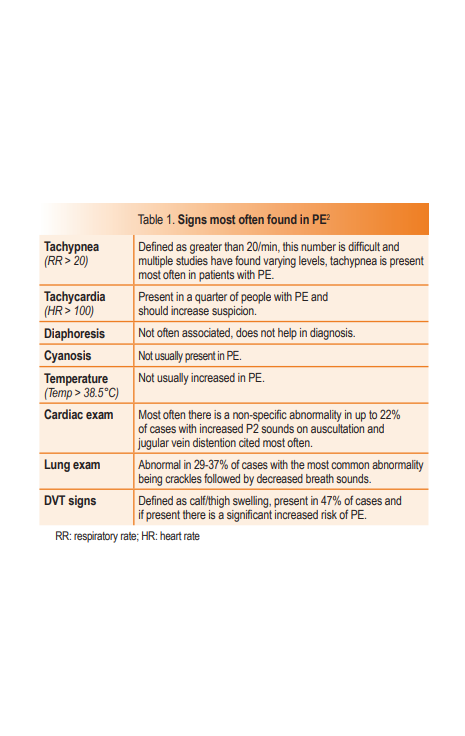 Table 1. Signs most often found in PE2
Tachypnea
(RR > 20)
Defined as greater than 20/min, this number is difficult and
multiple studies have found varying levels, tachypnea is present
most often in patients with PE.
Tachycardia
(HR > 100)
Present in a quarter of people with PE and
should increase suspicion.
Diaphoresis
Not often associated, does not help in diagnosis.
Cyanosis
Not usually present in PE.
Temperature
(Temp > 38.5°C)
Not usually increased in PE.
Cardiac exam
Most often there is a non-specific abnormality in up to 22%
of cases with increased P2 sounds on auscultation and
jugular vein distention cited most often.
Lung exam
Abnormal in 29-37% of cases with the most common abnormality
being crackles followed by decreased breath sounds.
DVT signs
Defined as calf/thigh swelling, present in 47% of cases and
if present there is a significant increased risk of PE.
RR: respiratory rate; HR: heart rate